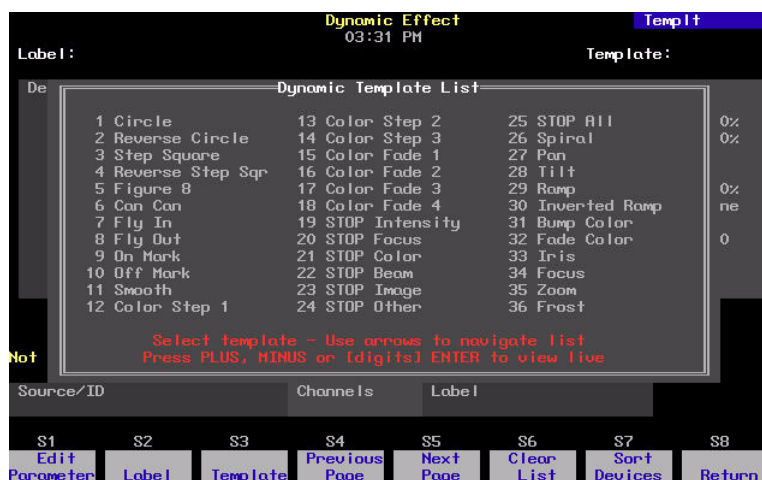 Dynamic Effect Templt
03:31 PM
Label: Template:
De Dynamic Template List
1 Circle 13 Color Step 2 25 STOP All 0%
2 Reverse Circle 14 Color Step 3 26 Spiral 0%
3 Step Square 15 Color Fade 1 27 Pan
4 Reverse Step Sqr 16 Color Fade 2 28 Tilt
5 Figure 8 17 Color Fade 3 29 Ramp 0%
6 Can Can 18 Color Fade 4 30 Inverted Ramp ne
7 Fly In 19 STOP Intensity 31 Bump Color
8 Fly Out 20 STOP Focus 32 Fade Color 0
9 On Mark 21 STOP Color 33 Iris
10 Off Mark 22 STOP Beam 34 Focus
11 Smooth 23 STOP Image 35 Zoom
12 Color Step 1 24 STOP Other 36 Frost
Select template - Use arrows to navigate list
Not Press PLUS, MINUS or [digits] ENTER to view live
Source/ID Channels Label
S1 S2 S3 S4 S5 S6 S7 S8
Edit Previous Next Clear Sort
Parameter Label Template Page Page List Devices Return